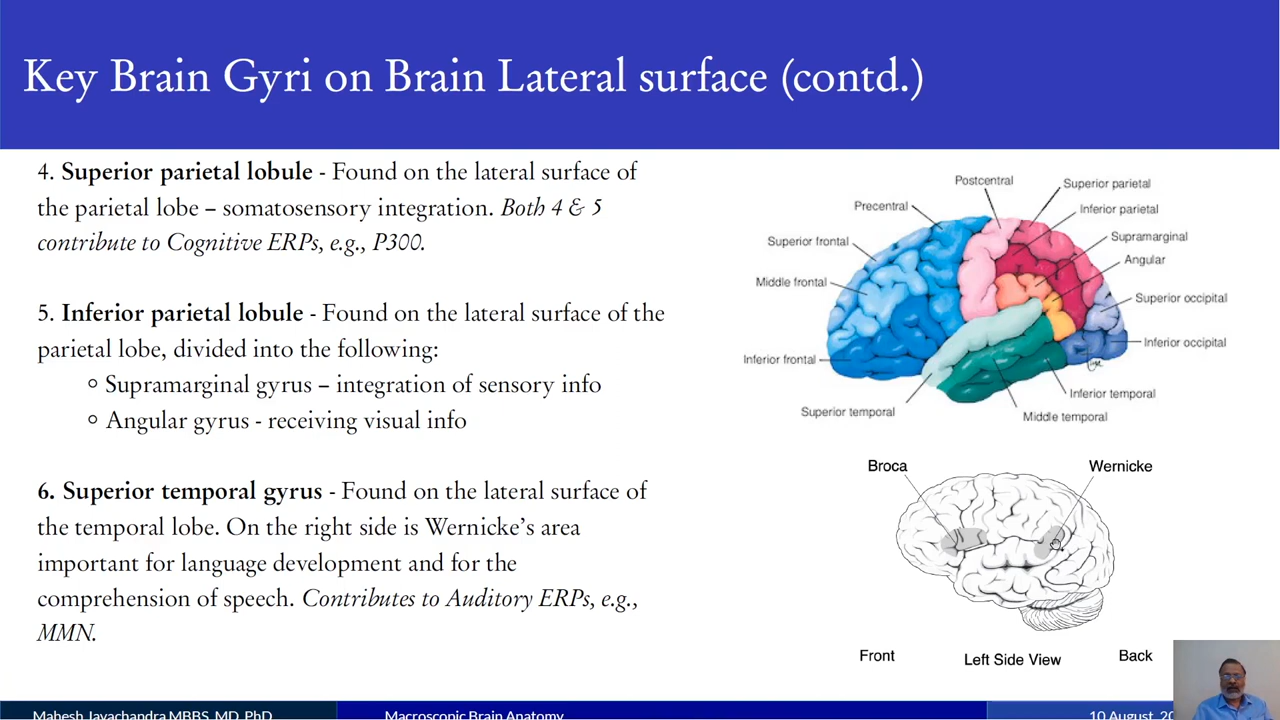 Key Brain Gyri on Brain Lateral surface (contd.)
4. Superior parietal lobule - Found on the lateral surface of
the parietal lobe – somatosensory integration. Both 4 & 5
contribute to Cognitive ERPs, e.g., P300.
5. Inferior parietal lobule - Found on the lateral surface of the
parietal lobe, divided into the following:
Supramarginal gyrus – integration of sensory info
Angular gyrus - receiving visual info
6. Superior temporal gyrus - Found on the lateral surface of
the temporal lobe. On the right side is Wernicke's area
important for language development and for the
comprehension of speech. Contributes to Auditory ERPs, e.g.,
MMN.
Postcentral
Superior parietal
Precentral
Inferior parietal
Superior frontal
Supramarginal
Angular
Middle frontal
Superior occipital
Inferior frontal
Inferior occipital
Inferior temporal
Superior temporal
Middle temporal
Broca
Wernicke
Front
Left Side View
Back
Mahesh Jayachandra MBBS, MD, PhD
Macroscopic Brain Anatomy
10 August, 20